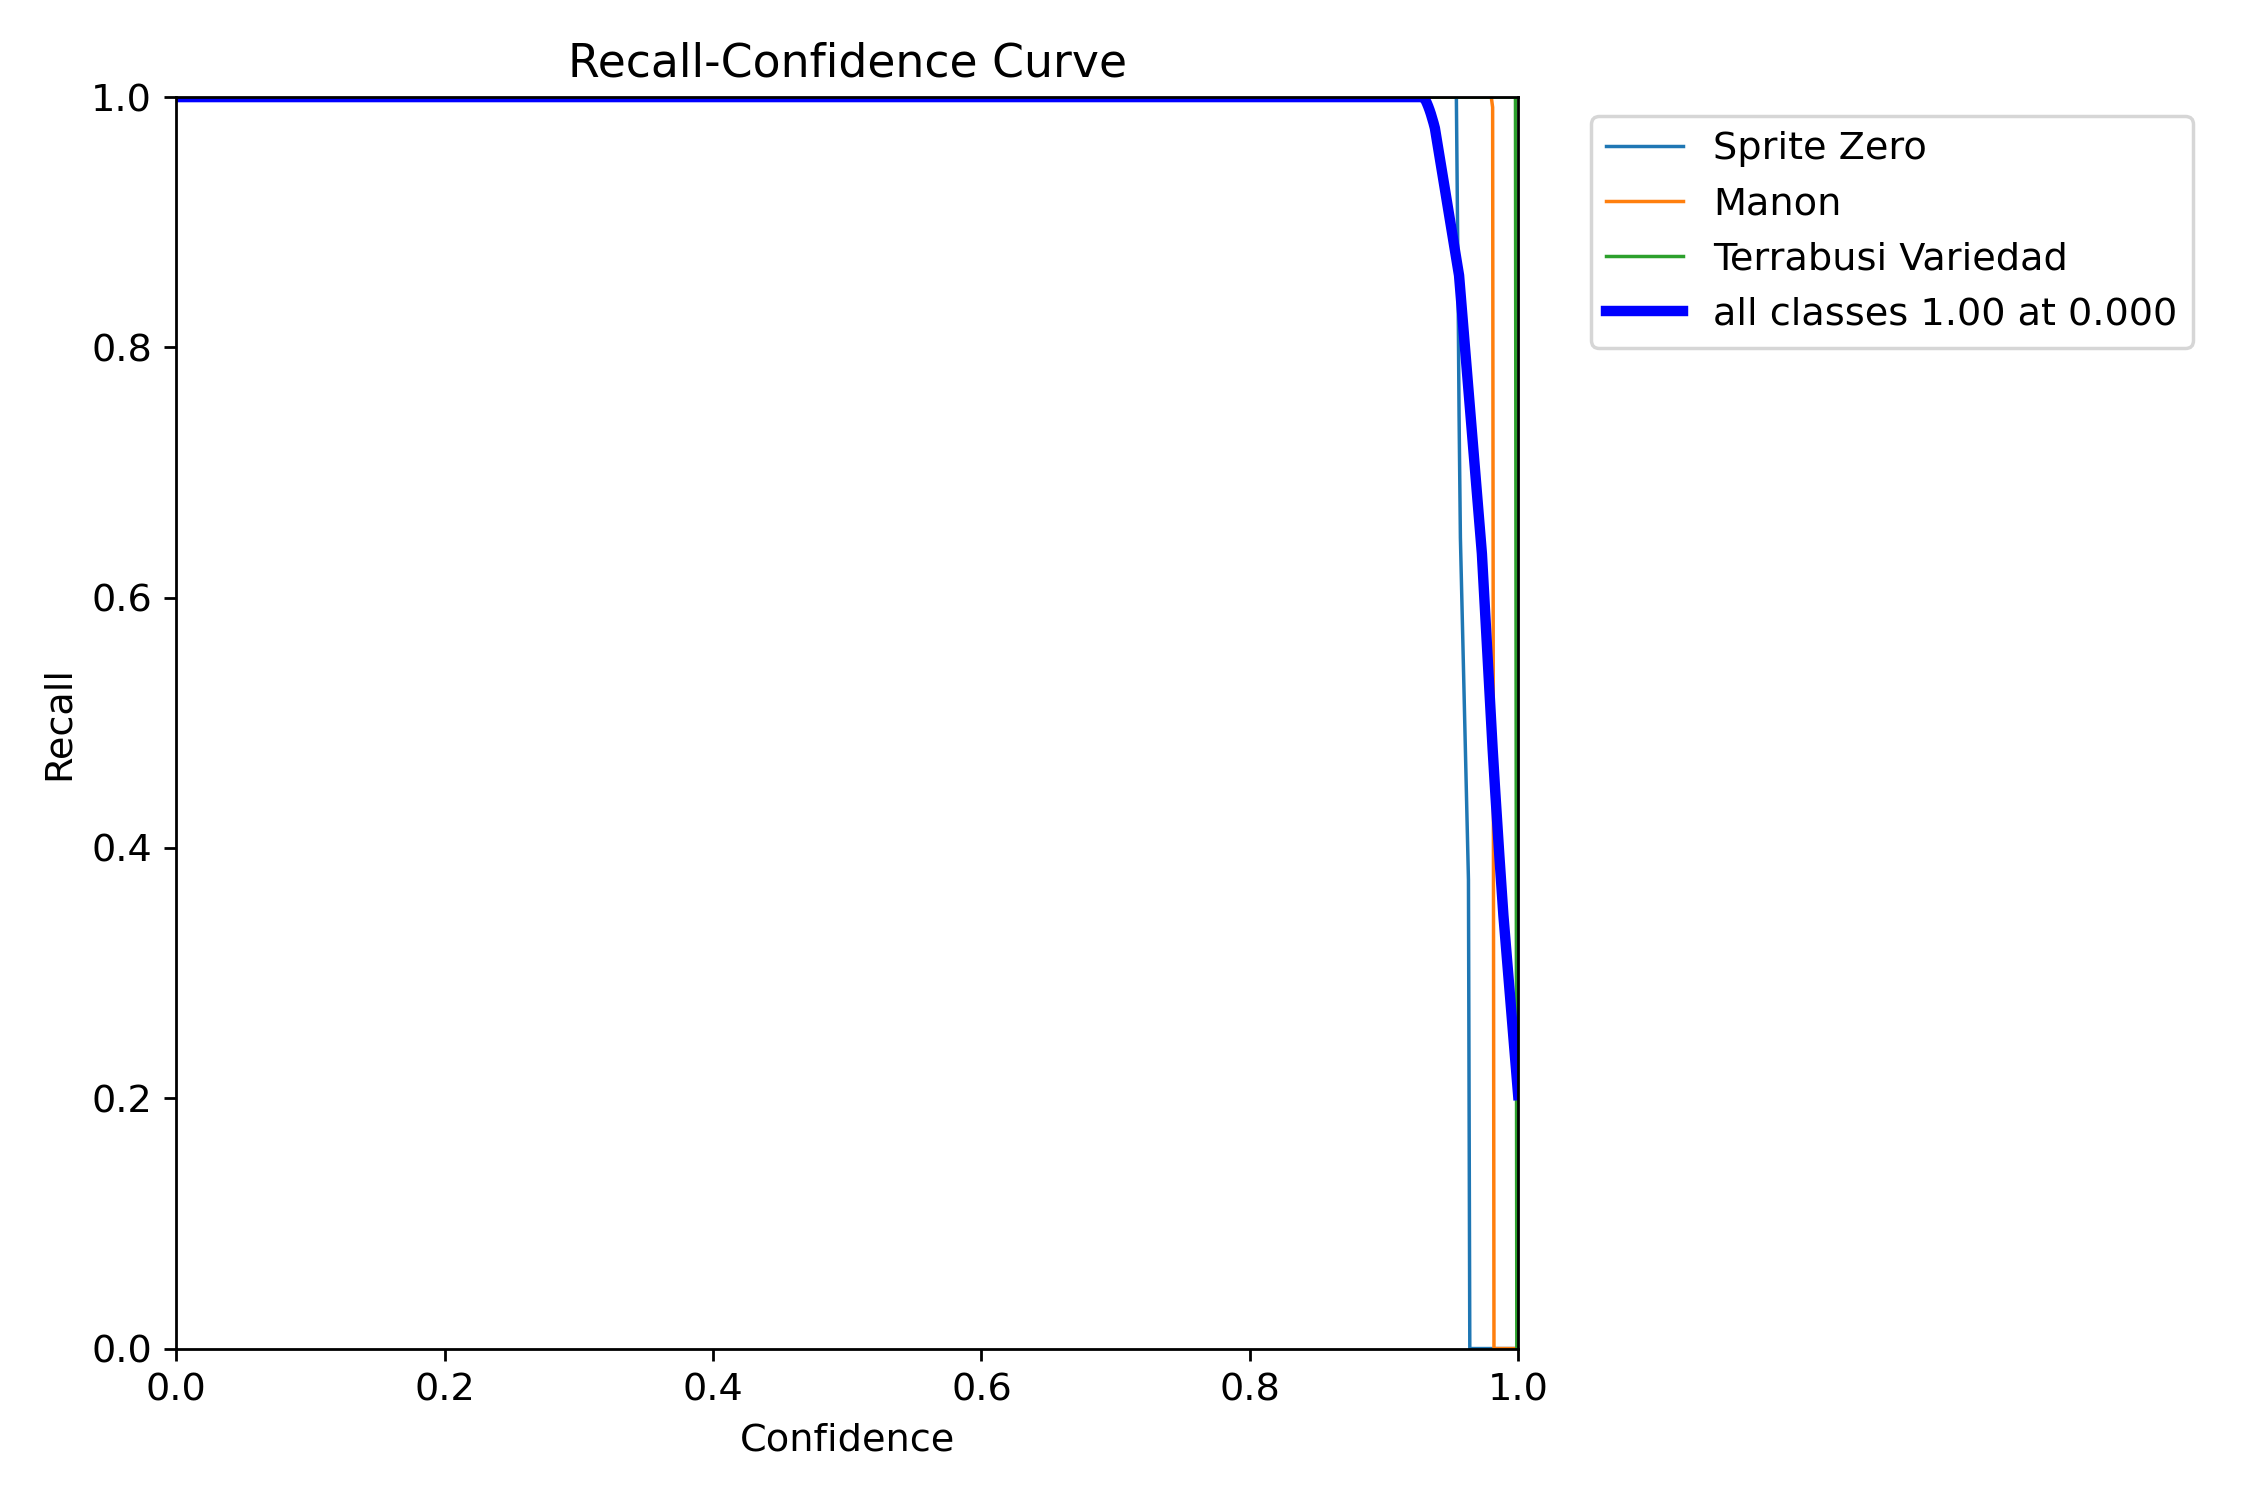 Recall-Confidence Curve
1.0
0.8
0.6
0.4
0.2
0.0
Recall
0.0 0.2 0.4 0.6 0.8 1.0
Confidence
Sprite Zero
Manon
Terrabusi Variedad
all classes 1.00 at 0.000